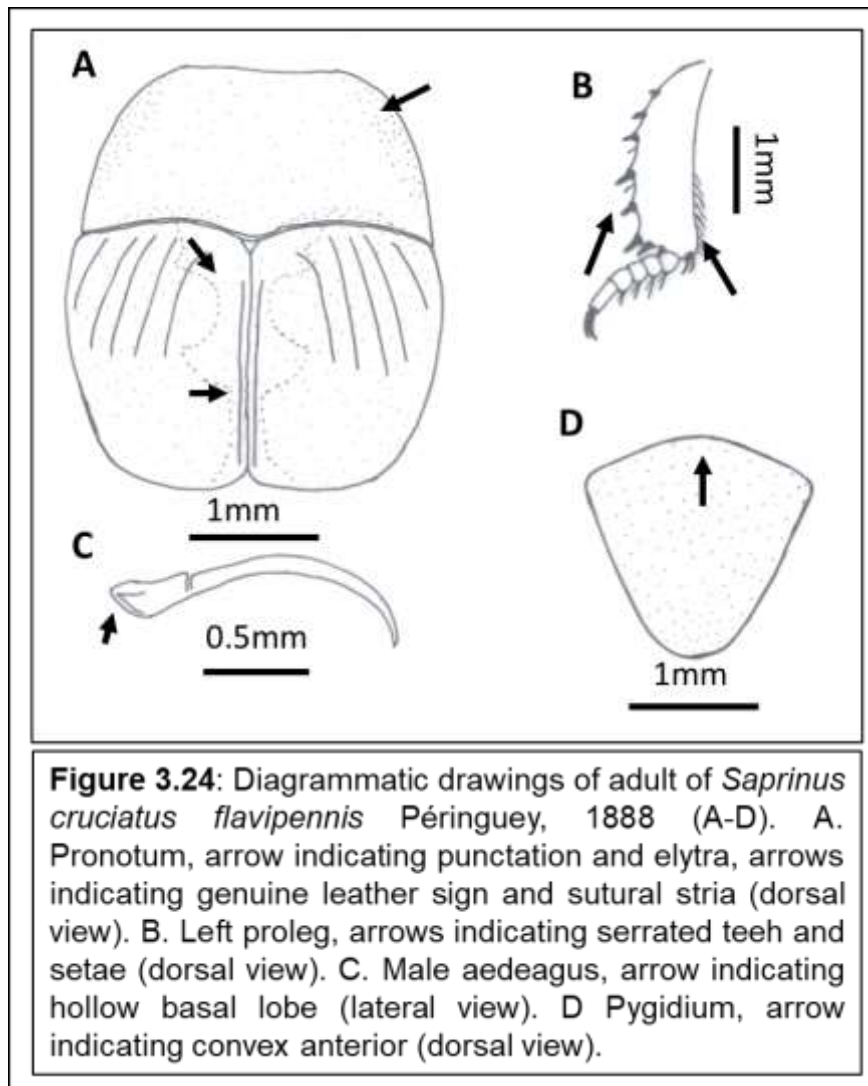 A
B
1mm
1mm
C
0.5mm
D
1mm
Figure 3.24: Diagrammatic drawings of adult of Saprinus
cruciatus flavipennis Péringuey, 1888 (A-D). A.
Pronotum, arrow indicating punctation and elytra, arrows
indicating genuine leather sign and sutural stria (dorsal
view). B. Left proleg, arrows indicating serrated teeh and
setae (dorsal view). C. Male aedeagus, arrow indicating
hollow basal lobe (lateral view). D Pygidium, arrow
indicating convex anterior (dorsal view).